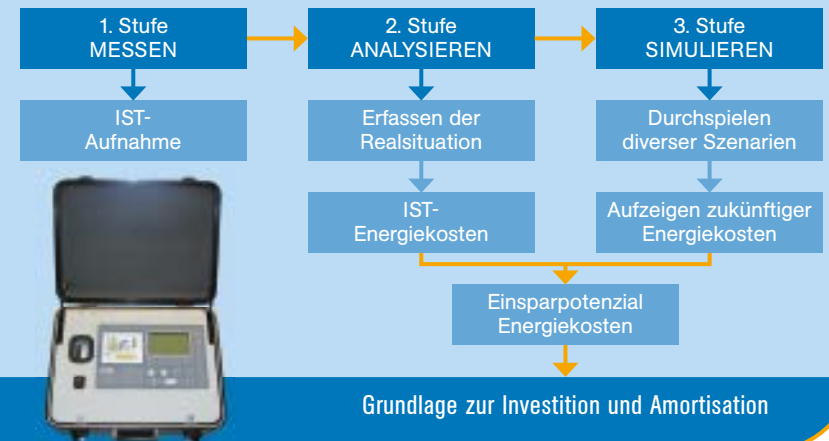 1. Stufe
MESSEN
2. Stufe
ANALYSIEREN
3. Stufe
SIMULIEREN
IST-
Aufnahme
Erfassen der
Realsituation
Durchspielen
diverser Szenarien
IST-
Energiekosten
Aufzeigen zukünftiger
Energiekosten
Einsparpotenzial
Energiekosten
Grundlage zur Investition und Amortisation